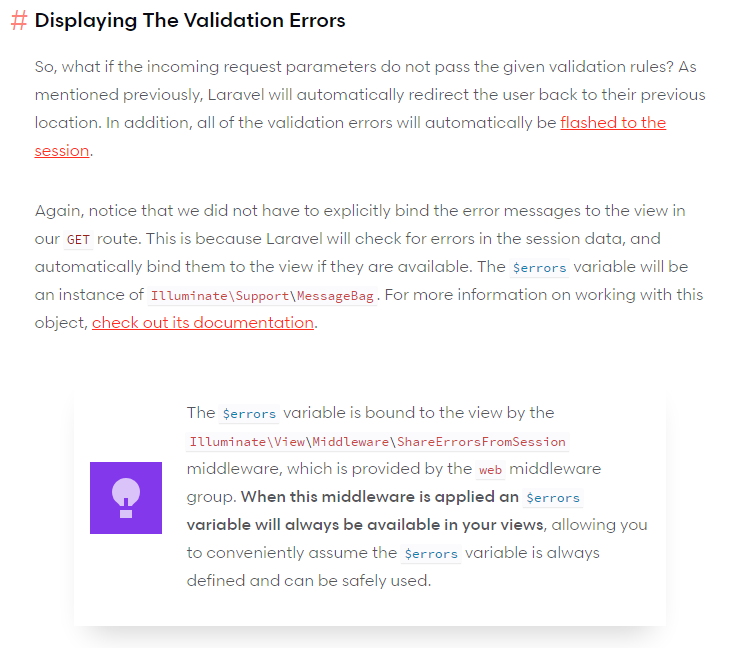 # Displaying The Validation Errors
So, what if the incoming request parameters do not pass the given validation rules? As
mentioned previously, Laravel will automatically redirect the user back to their previous
location. In addition, all of the validation errors will automatically be flashed to the
session.
Again, notice that we did not have to explicitly bind the error messages to the view in
our GET route. This is because Laravel will check for errors in the session data, and
automatically bind them to the view if they are available. The $errors variable will be
an instance of Illuminate\Support\MessageBag. For more information on working with this
object, check out its documentation.
The $errors variable is bound to the view by the
Illuminate\View\Middleware\ShareErrorsFromSession
middleware, which is provided by the web middleware
group. When this middleware is applied an $errors
variable will always be available in your views, allowing you
to conveniently assume the $errors variable is always
defined and can be safely used.